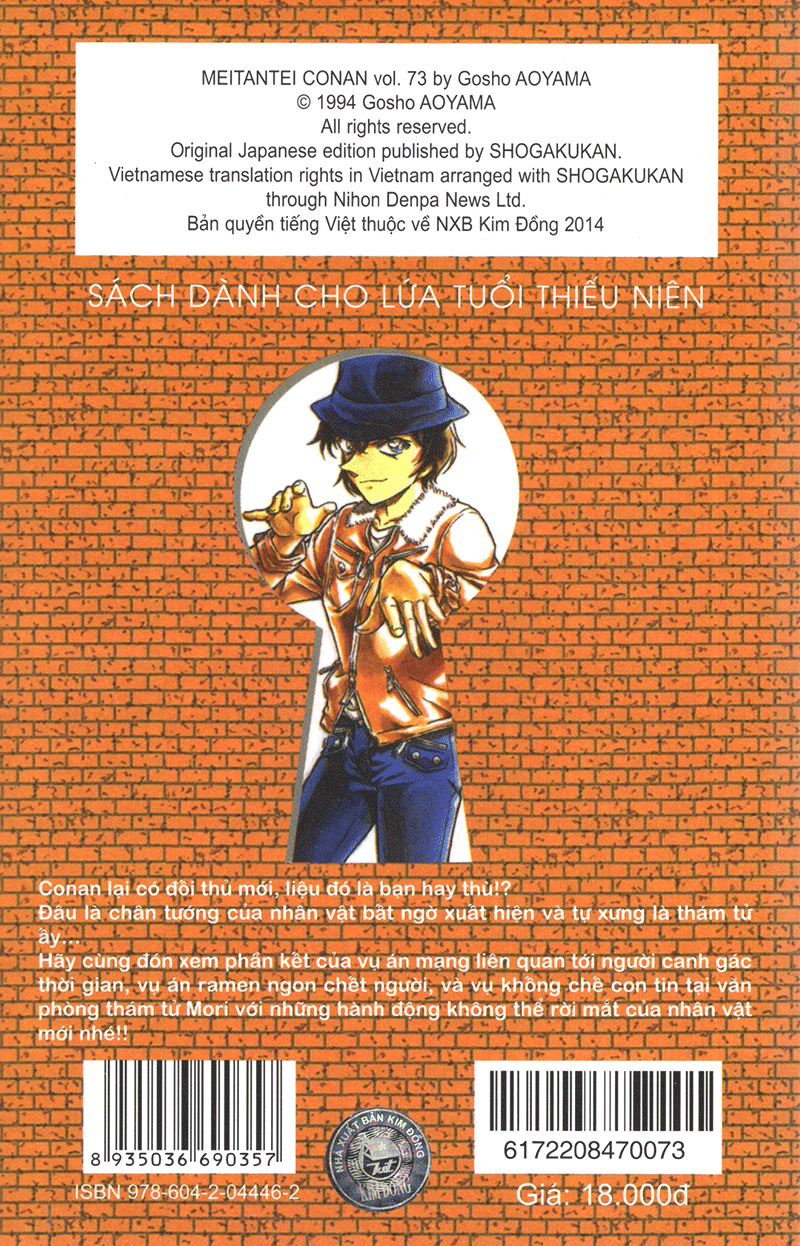 MEITANTEI CONAN vol. 73 by Gosho AOYAMA
© 1994 Gosho AOYAMA
All rights reserved.
Original Japanese edition published by SHOGAKUKAN.
Vietnamese translation rights in Vietnam arranged with SHOGAKUKAN
through Nihon Denpa News Ltd.
Bản quyền tiếng Việt thuộc về NXB Kim Đồng 2014
SÁCH DÀNH CHO LỨA TUỔI THIẾU NIÊN
Conan lại có đối thủ mới, liệu đó là bạn hay thù!?
Đâu là chân tướng của nhân vật bất ngờ xuất hiện và tự xưng là thám tử
ấy...
Hãy cùng đón xem phần kết của vụ án mạng liên quan tới người canh gác
thời gian, vụ án ramen ngon chết người, và vụ khống chế con tin tại văn
phòng thám tử Mori với những hành động không thể rời mắt của nhân vật
mới nhé!!
8 935036 690357
ISBN 978-604-2-04446-2
NHÀ XUẤT BẢN KIM ĐỒNG
KIM ĐỒNG
6172208470073
Giá: 18.000đ